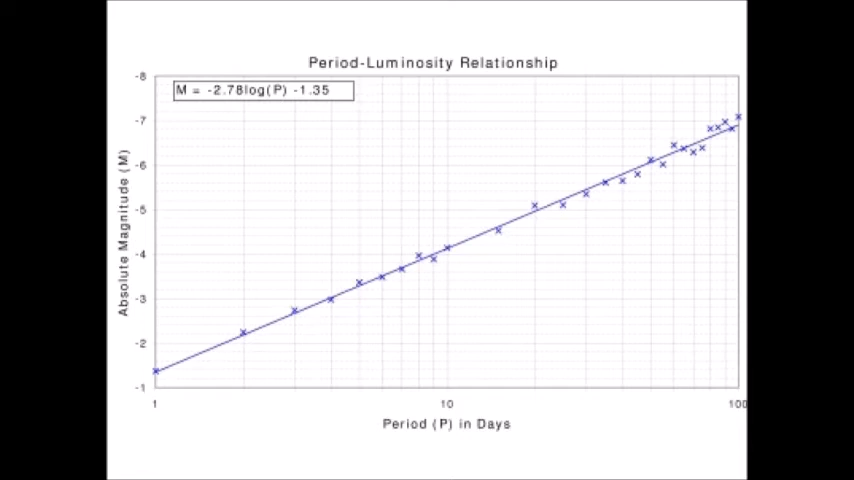 Period-Luminosity Relationship
M = -2.78log(P) -1.35
-8
-7
-6
-5
-4
-3
-2
-1
Absolute Magnitude (M)
1 10 100
Period (P) in Days